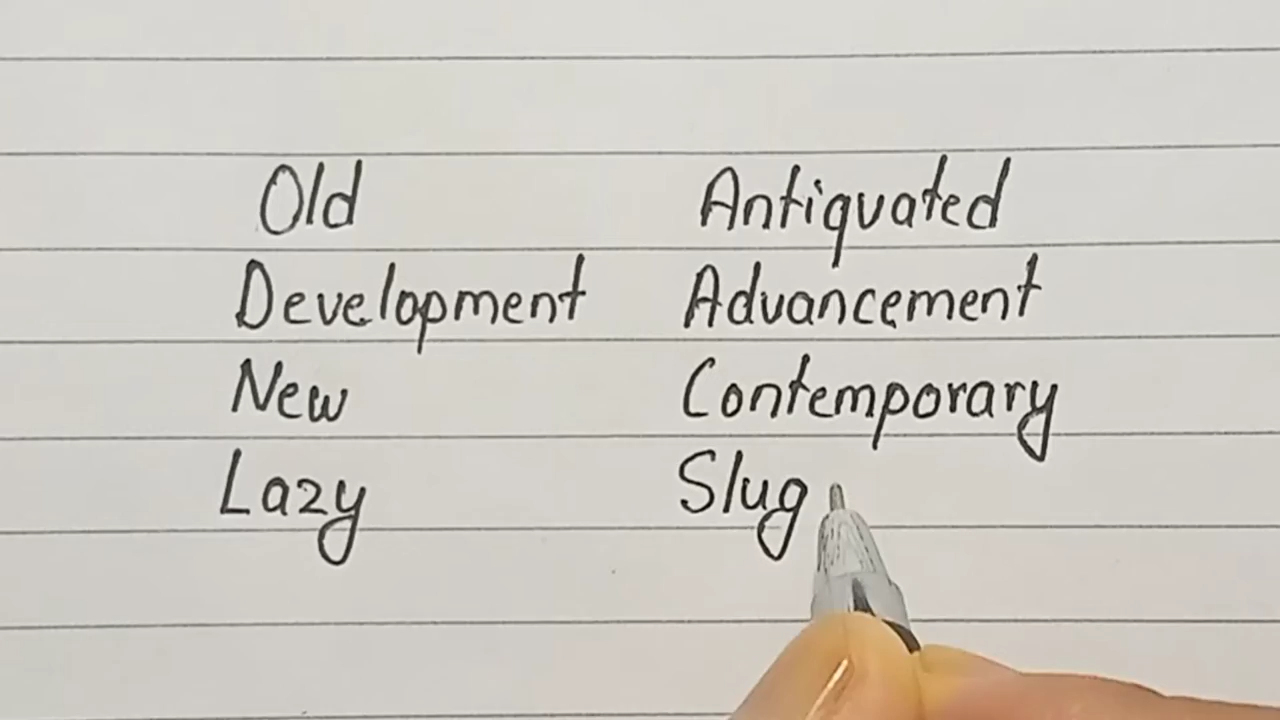 Old Antiquated
Development Advancement
New Contemporary
Lazy Slug